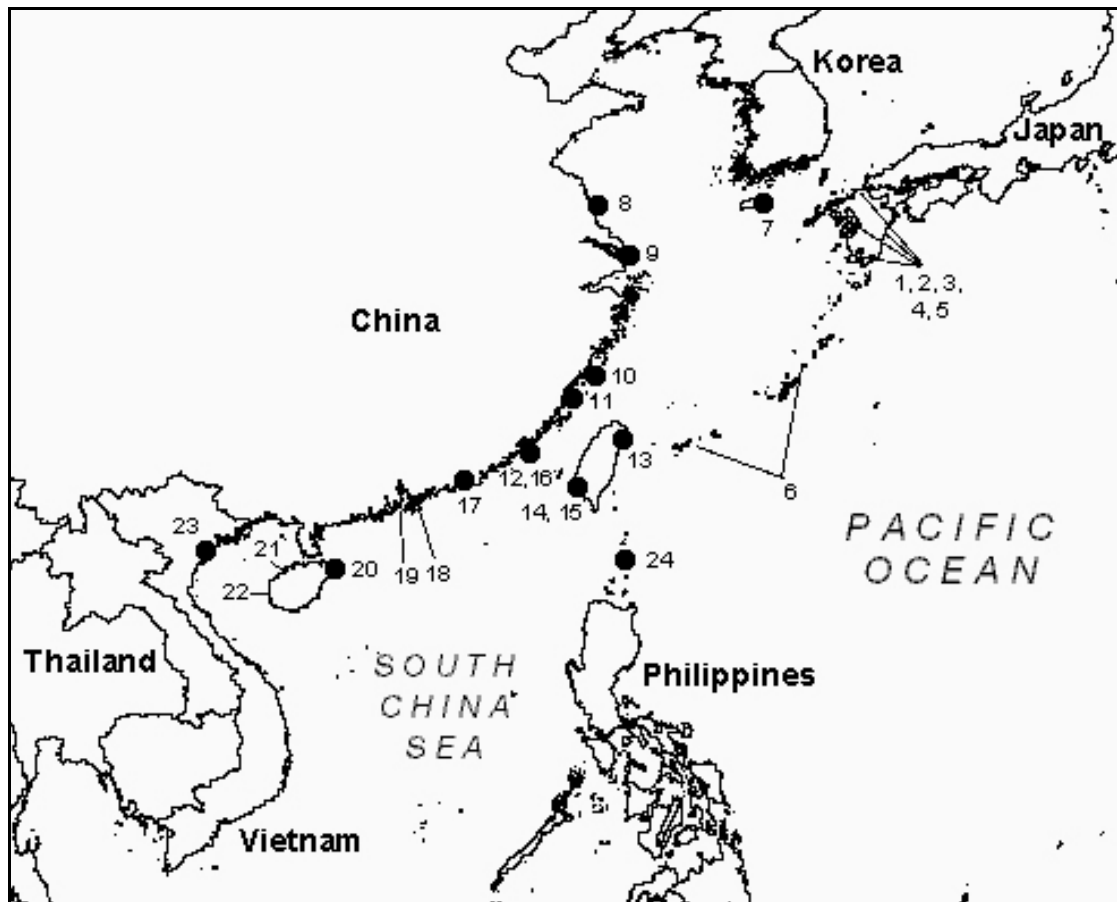 Korea
Japan
8
7
9
1, 2, 3,
4, 5
China
10
11
13
12, 16
6
17
14, 15
PACIFIC
OCEAN
23
21
24
20
19
18
22
Thailand
SOUTH
CHINA
SEA
Philippines
Vietnam